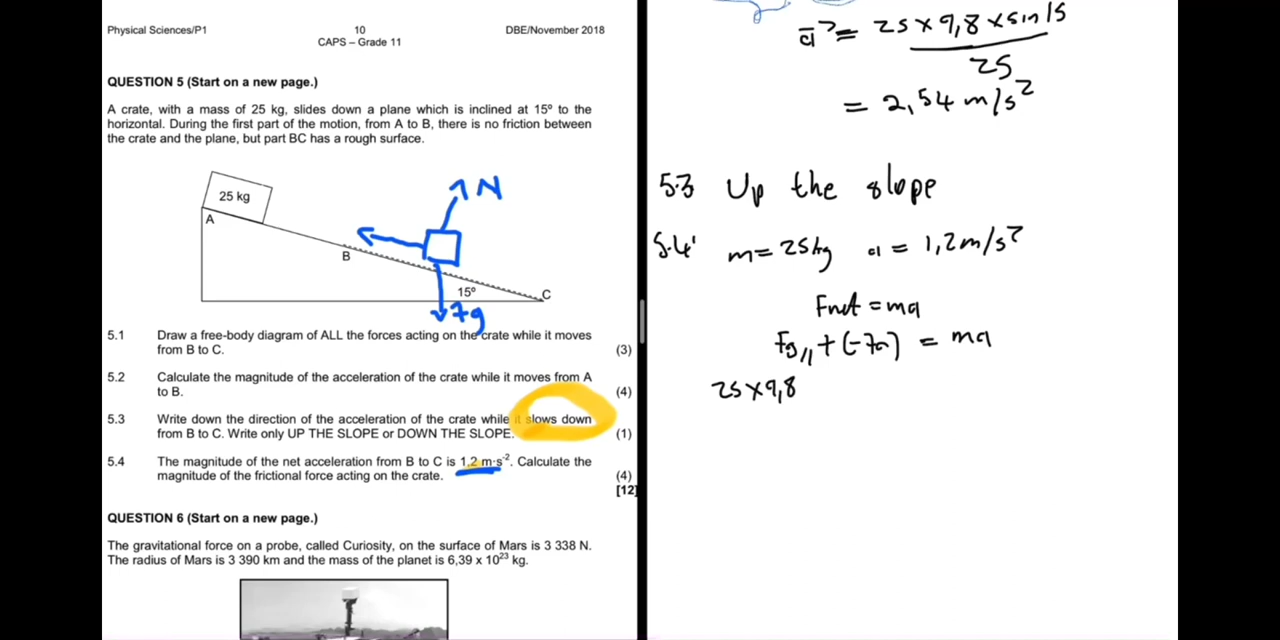 Physical Sciences/P1
10
CAPS – Grade 11
DBE/November 2018
QUESTION 5 (Start on a new page.)
A crate, with a mass of 25 kg, slides down a plane which is inclined at 15º to the
horizontal. During the first part of the motion, from A to B, there is no friction between
the crate and the plane, but part BC has a rough surface.
25 kg
A
B
15º
C
N
Fg
5.1 Draw a free-body diagram of ALL the forces acting on the crate while it moves
from B to C. (3)
5.2 Calculate the magnitude of the acceleration of the crate while it moves from A
to B. (4)
5.3 Write down the direction of the acceleration of the crate while it slows down
from B to C. Write only UP THE SLOPE or DOWN THE SLOPE. (1)
5.4 The magnitude of the net acceleration from B to C is 1,2 m·s⁻². Calculate the
magnitude of the frictional force acting on the crate. (4)
[12]
QUESTION 6 (Start on a new page.)
The gravitational force on a probe, called Curiosity, on the surface of Mars is 3 338 N.
The radius of Mars is 3 390 km and the mass of the planet is 6,39 x 10²³ kg.
a = 25 × 9,8 × sin 15
25
= 2,54 m/s²
5.3 Up the slope
5.4 m = 25kg a = 1,2 m/s²
Fnet = ma
Fg// + (-Fr) = ma
25 × 9,8